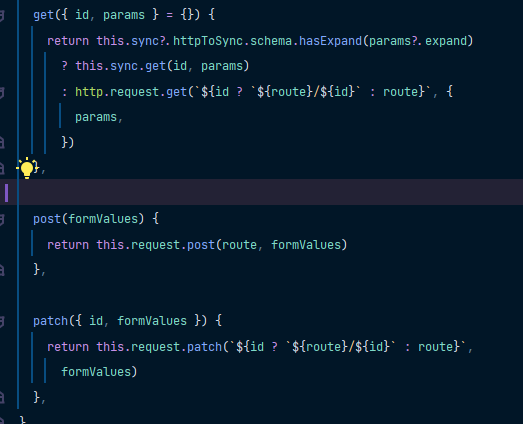 get({ id, params } = {}) {
return this.sync?.httpToSync.schema.hasExpand(params?.expand)
? this.sync.get(id, params)
: http.request.get(`${id ? `${route}/${id}` : route}`, {
params,
})
},
post(formValues) {
return this.request.post(route, formValues)
},
patch({ id, formValues }) {
return this.request.patch(`${id ? `${route}/${id}` : route}`,
formValues)
},
}